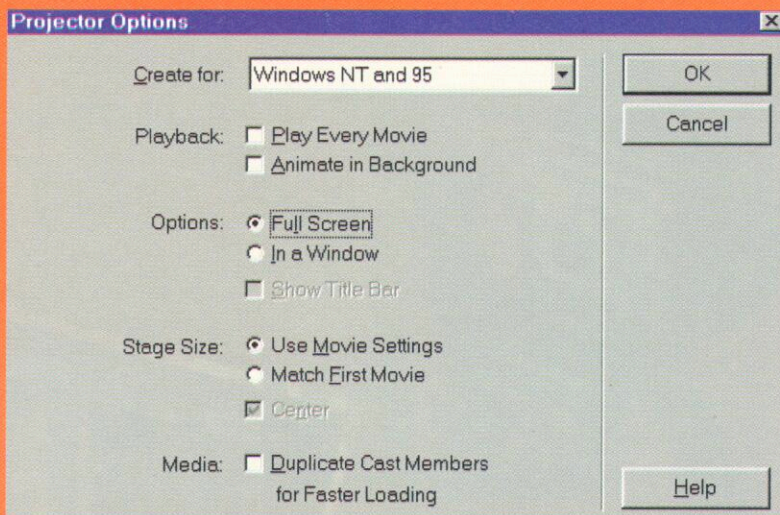 Projector Options
Create for: Windows NT and 95
OK
Cancel
Playback: Play Every Movie
Animate in Background
Options: Full Screen
In a Window
Show Title Bar
Stage Size: Use Movie Settings
Match First Movie
Center
Media: Duplicate Cast Members
for Faster Loading
Help